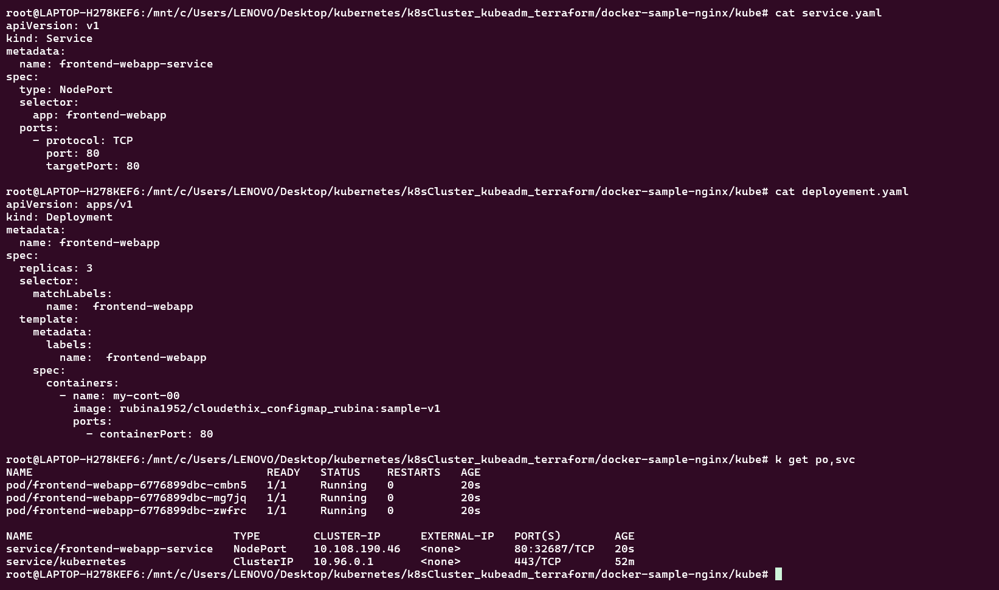 root@LAPTOP-H278KEF6:/mnt/c/Users/LENOVO/Desktop/kubernetes/k8sCluster_kubeadm_terraform/docker-sample-nginx/kube# cat service.yaml
apiVersion: v1
kind: Service
metadata:
  name: frontend-webapp-service
spec:
  type: NodePort
  selector:
    app: frontend-webapp
  ports:
    - protocol: TCP
      port: 80
      targetPort: 80

root@LAPTOP-H278KEF6:/mnt/c/Users/LENOVO/Desktop/kubernetes/k8sCluster_kubeadm_terraform/docker-sample-nginx/kube# cat deployement.yaml
apiVersion: apps/v1
kind: Deployment
metadata:
  name: frontend-webapp
spec:
  replicas: 3
  selector:
    matchLabels:
      name:  frontend-webapp
  template:
    metadata:
      labels:
        name:  frontend-webapp
    spec:
      containers:
        - name: my-cont-00
          image: rubina1952/cloudethix_configmap_rubina:sample-v1
          ports:
            - containerPort: 80

root@LAPTOP-H278KEF6:/mnt/c/Users/LENOVO/Desktop/kubernetes/k8sCluster_kubeadm_terraform/docker-sample-nginx/kube# k get po,svc
NAME                                   READY   STATUS    RESTARTS   AGE
pod/frontend-webapp-6776899dbc-cmbn5   1/1     Running   0          20s
pod/frontend-webapp-6776899dbc-mg7jq   1/1     Running   0          20s
pod/frontend-webapp-6776899dbc-zwfrc   1/1     Running   0          20s

NAME                              TYPE        CLUSTER-IP      EXTERNAL-IP   PORT(S)        AGE
service/frontend-webapp-service   NodePort    10.108.190.46   <none>        80:32687/TCP   20s
service/kubernetes                ClusterIP   10.96.0.1       <none>        443/TCP        52m
root@LAPTOP-H278KEF6:/mnt/c/Users/LENOVO/Desktop/kubernetes/k8sCluster_kubeadm_terraform/docker-sample-nginx/kube#